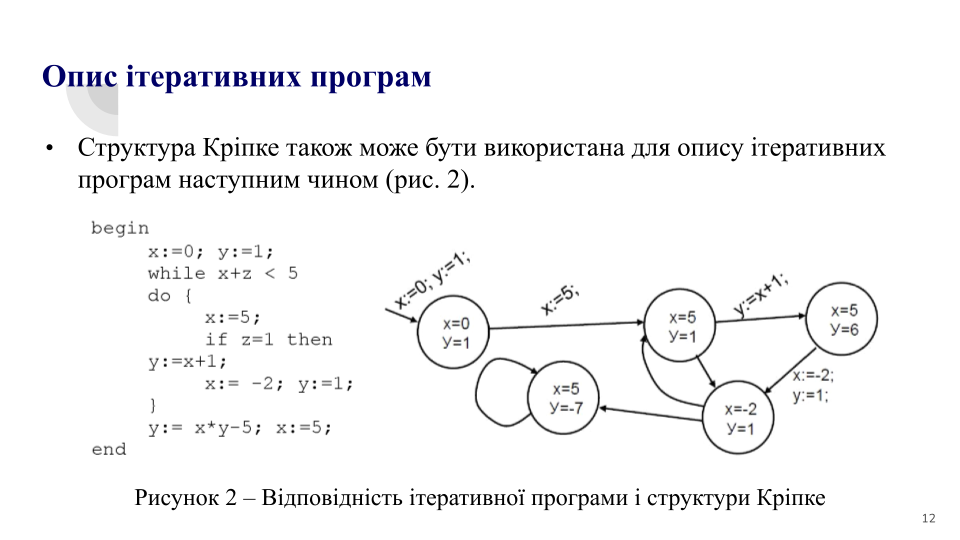 Опис ітеративних програм
• Структура Кріпке також може бути використана для опису ітеративних
програм наступним чином (рис. 2).
begin
x:=0; y:=1;
while x+z < 5
do {
x:=5;
if z=1 then
y:=x+1;
x:= -2; y:=1;
}
y:= x*y-5; x:=5;
end
x:=0; y:=1;
x=0
У=1
x:=5;
x=5
У=1
y:=x+1;
x=5
У=6
x:=-2;
y:=1;
x=-2
У=1
x=5
У=-7
Рисунок 2 – Відповідність ітеративної програми і структури Кріпке
12